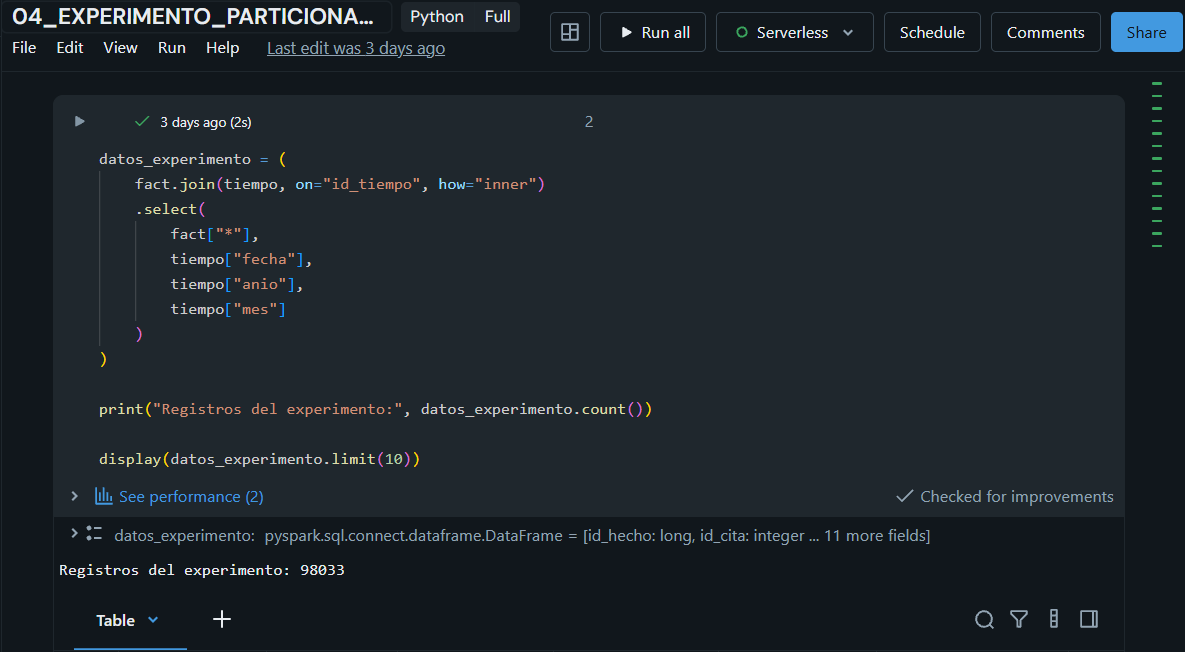 04_EXPERIMENTO_PARTICIONA... Python Full
File Edit View Run Help Last edit was 3 days ago
Run all Serverless Schedule Comments Share
3 days ago (2s) 2
datos_experimento = (
fact.join(tiempo, on="id_tiempo", how="inner")
.select(
fact["*"],
tiempo["fecha"],
tiempo["anio"],
tiempo["mes"]
)
)
print("Registros del experimento:", datos_experimento.count())
display(datos_experimento.limit(10))
See performance (2) Checked for improvements
datos_experimento: pyspark.sql.connect.dataframe.DataFrame = [id_hecho: long, id_cita: integer ... 11 more fields]
Registros del experimento: 98033
Table +